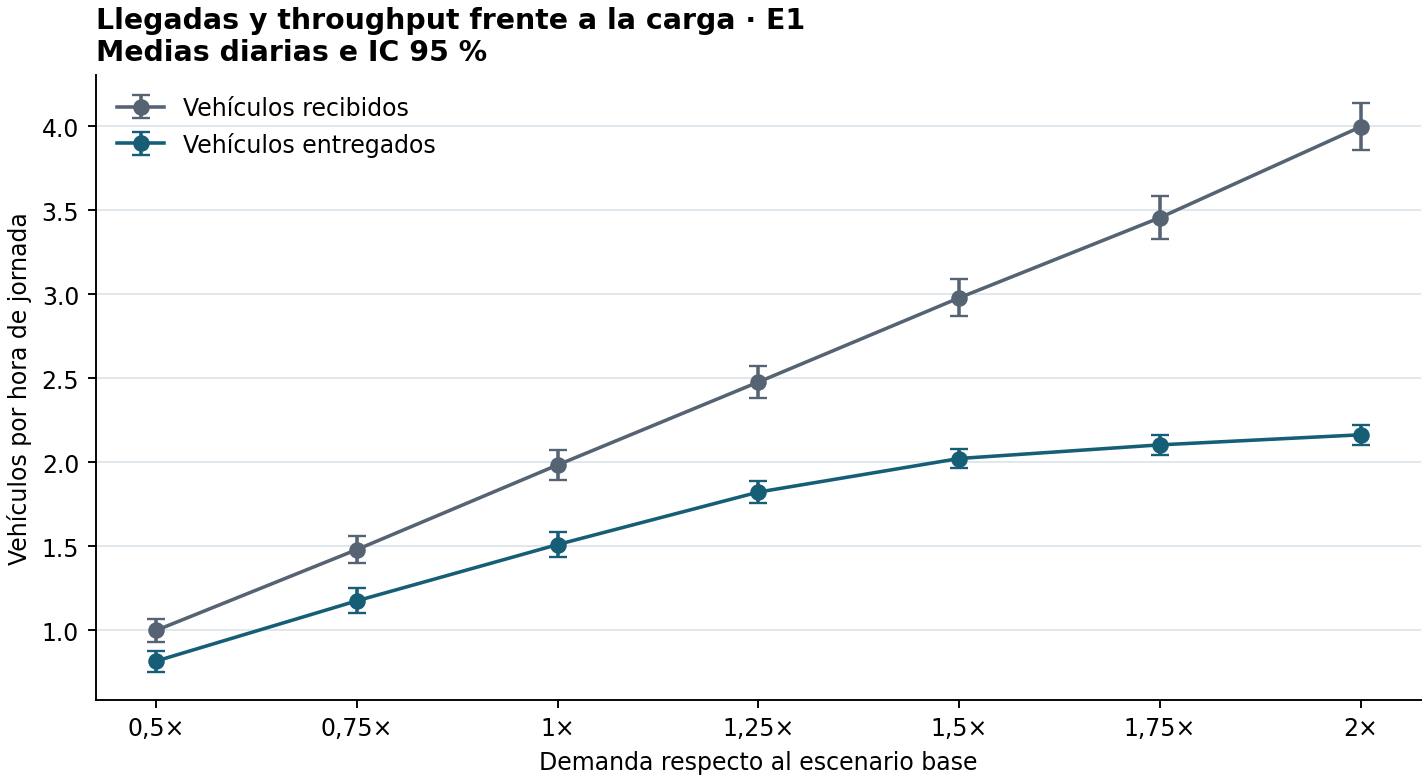 Llegadas y throughput frente a la carga · E1
Medias diarias e IC 95 %
Vehículos recibidos
Vehículos entregados
Vehículos por hora de jornada
4.0
3.5
3.0
2.5
2.0
1.5
1.0
0,5×
0,75×
1×
1,25×
1,5×
1,75×
2×
Demanda respecto al escenario base